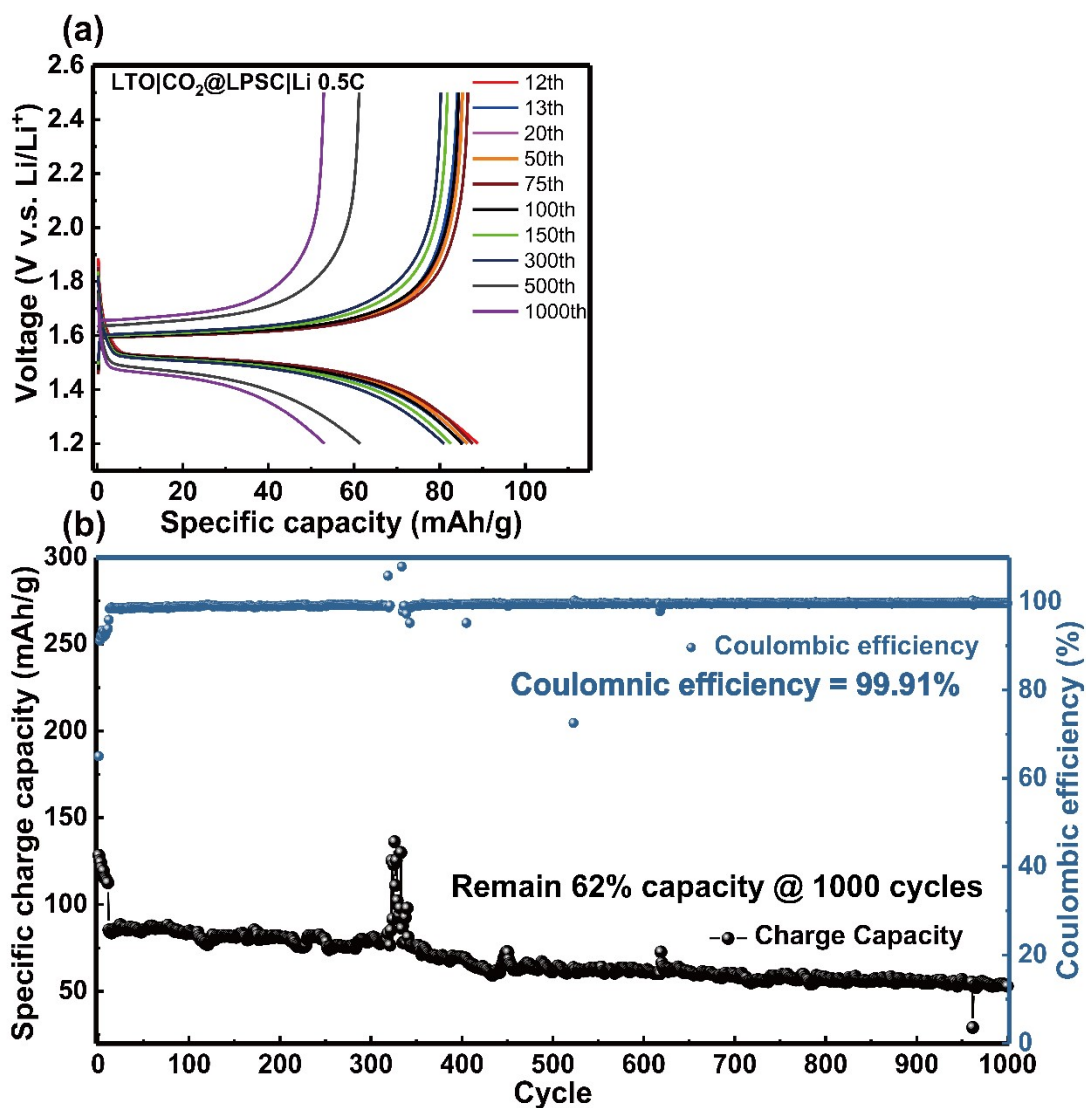 (a)
LTO|CO₂@LPSC|Li 0.5C
12th
13th
20th
50th
75th
100th
150th
300th
500th
1000th
Voltage (V v.s. Li/Li⁺)
2.6
2.4
2.2
2.0
1.8
1.6
1.4
1.2
0 20 40 60 80 100
Specific capacity (mAh/g)
(b)
Specific charge capacity (mAh/g)
300
250
200
150
100
50
Coulombic efficiency
Coulomnic efficiency = 99.91%
Remain 62% capacity @ 1000 cycles
Charge Capacity
100
80
60
40
20
0
Coulombic efficiency (%)
0 100 200 300 400 500 600 700 800 900 1000
Cycle